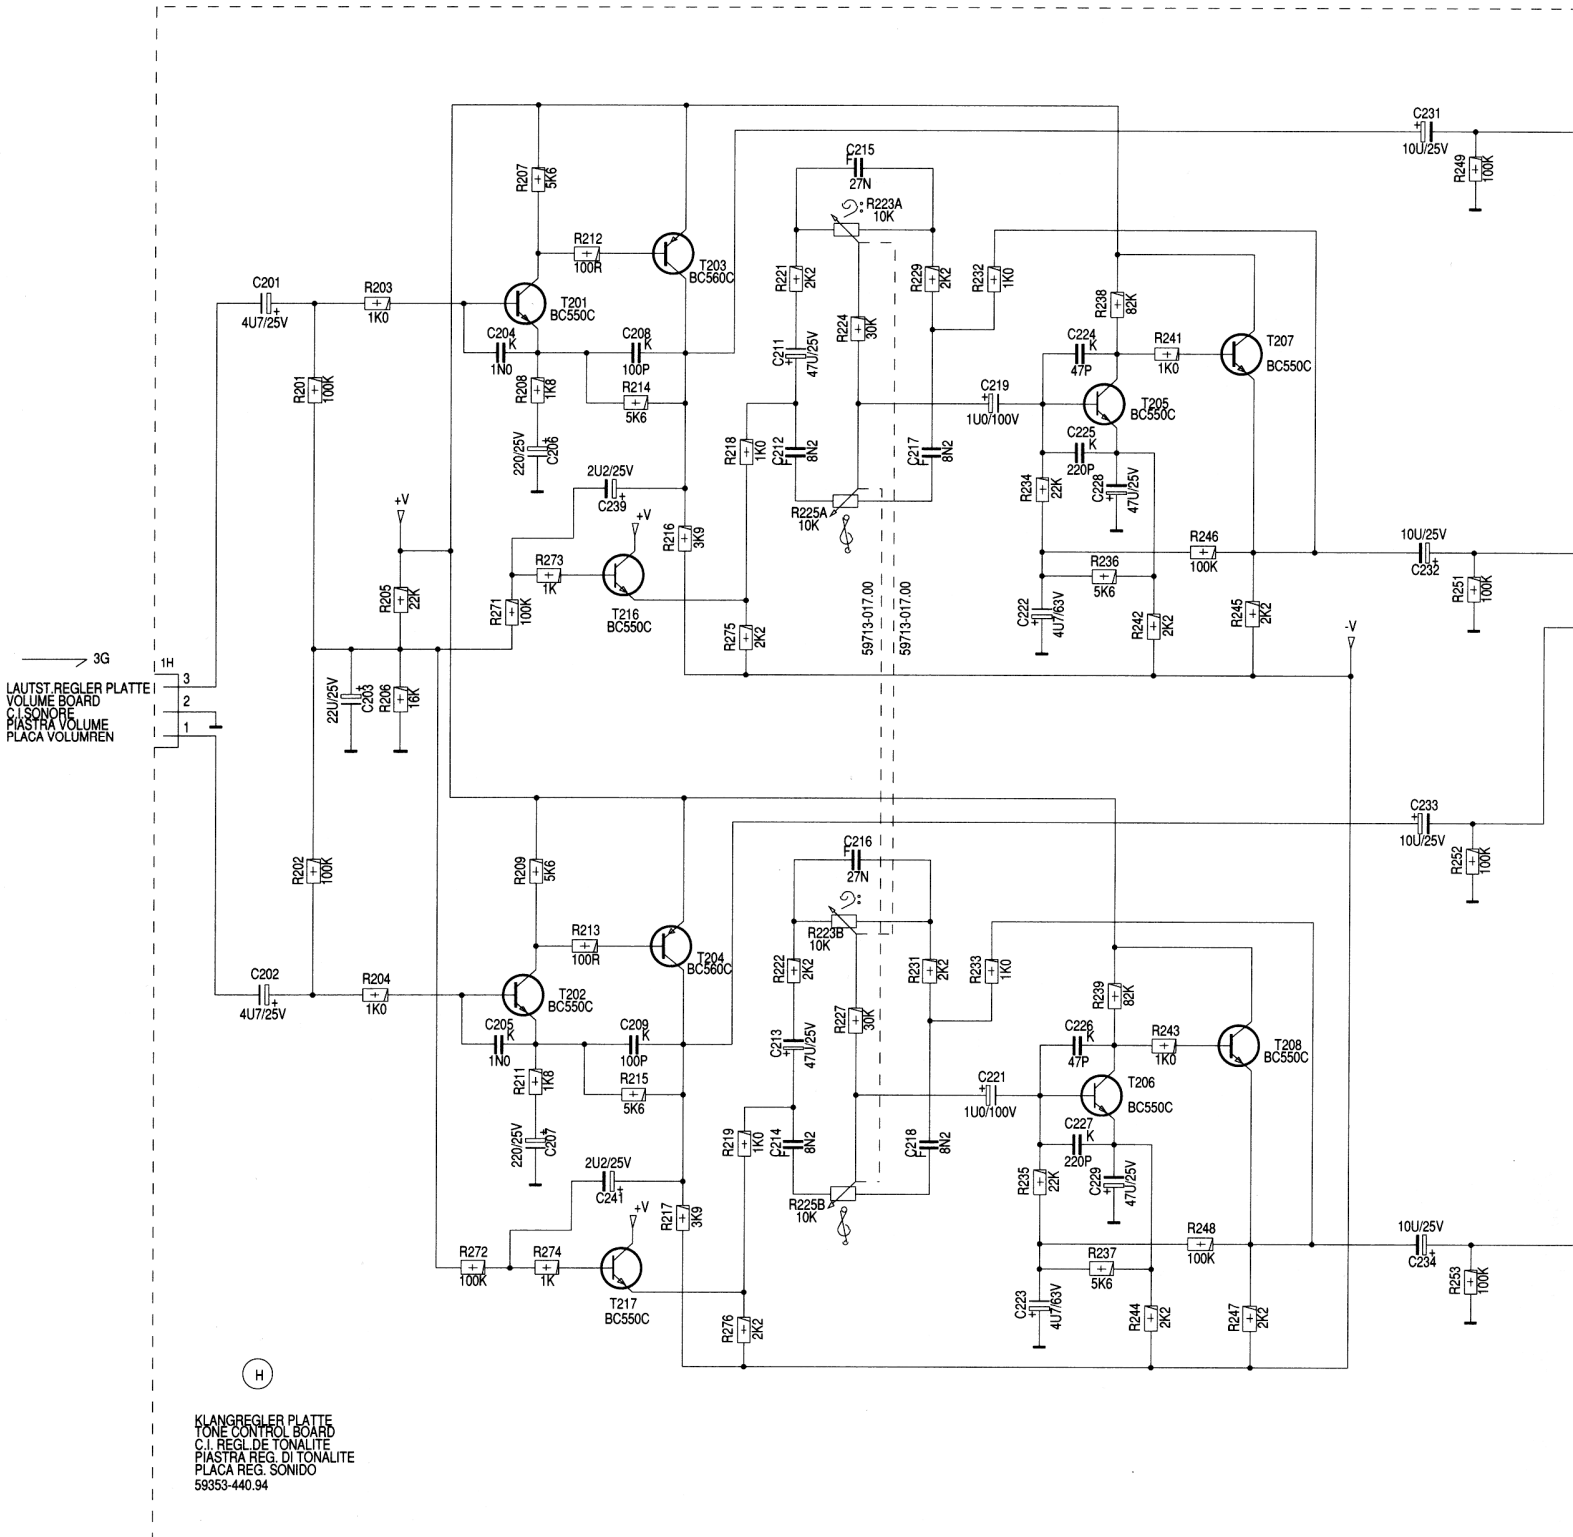 C231
+
10U/25V
R249
100K
C215
F
27N
R223A
10K
R207
5K6
R212
100R
T203
BC560C
R221
2K2
R229
2K2
R232
1K0
C201
+
4U7/25V
R203
1K0
T201
BC550C
R224
30K
R238
82K
C204
K
1N0
C208
K
100P
C211
+
47U/25V
C224
K
47P
R241
1K0
T207
BC550C
R201
100K
R208
1K8
R214
5K6
C219
+
1U0/100V
T205
BC550C
220/25V
+
C206
R218
1K0
C212
F
8N2
C217
F
8N2
C225
K
220P
2U2/25V
C239
+
R234
22K
C228
+
47U/25V
+V
R225A
10K
+V
R216
3K9
R273
1K
R246
100K
10U/25V
C232
+
R236
5K6
R205
22K
R271
100K
T216
BC550C
R275
2K2
59713-017.00
59713-017.00
C222
+
4U7/63V
R242
2K2
R245
2K2
R251
100K
-V
3G
1H
3
LAUTST.REGLER PLATTE
VOLUME BOARD
2
C.I.SONORE
PIASTRA VOLUME
1
PLACA VOLUMREN
22U/25V
+
C203
R206
16K
C233
+
10U/25V
R252
100K
C216
F
27N
R202
100K
R209
5K6
R223B
10K
R213
100R
T204
BC560C
R222
2K2
R231
2K2
R233
1K0
C202
+
4U7/25V
R204
1K0
T202
BC550C
R227
30K
R239
82K
C205
K
1N0
C209
K
100P
C213
+
47U/25V
C226
K
47P
R243
1K0
T208
BC550C
R211
1K8
R215
5K6
C221
+
1U0/100V
T206
BC550C
220/25V
+
C207
R219
1K0
C214
F
8N2
C218
F
8N2
C227
K
220P
2U2/25V
C241
+
R235
22K
C229
+
47U/25V
R225B
10K
+V
R217
3K9
R272
100K
R274
1K
R248
100K
10U/25V
C234
+
R237
5K6
T217
BC550C
R276
2K2
C223
+
4U7/63V
R244
2K2
R247
2K2
R253
100K
H
KLANGREGLER PLATTE
TONE CONTROL BOARD
C.I. REGL.DE TONALITE
PIASTRA REG. DI TONALITE
PLACA REG. SONIDO
59353-440.94